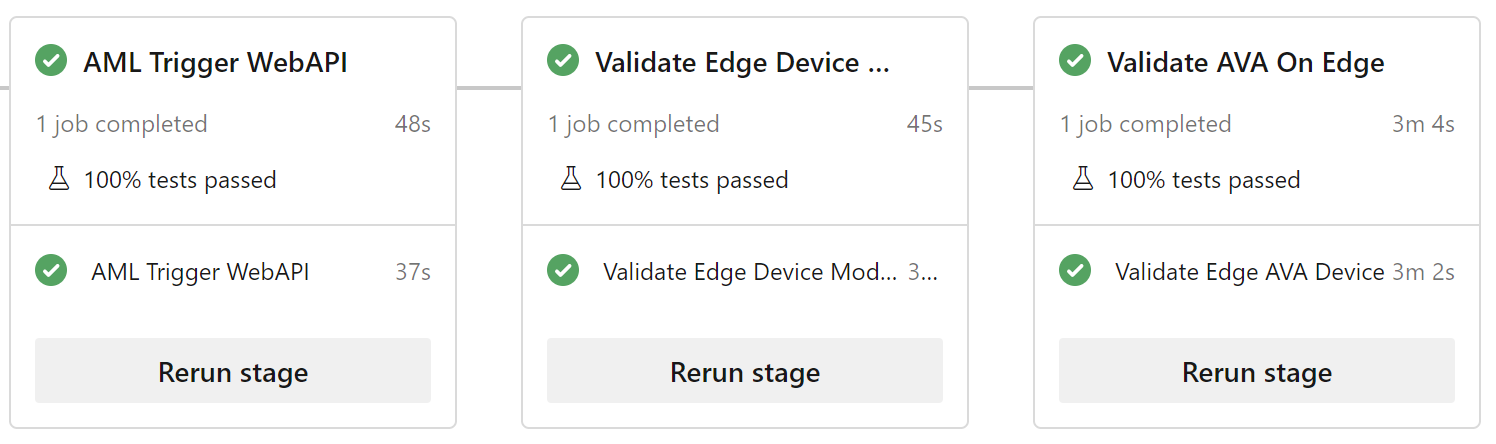 AML Trigger WebAPI
1 job completed 48s
100% tests passed
AML Trigger WebAPI 37s
Rerun stage
Validate Edge Device ...
1 job completed 45s
100% tests passed
Validate Edge Device Mod... 3...
Rerun stage
Validate AVA On Edge
1 job completed 3m 4s
100% tests passed
Validate Edge AVA Device 3m 2s
Rerun stage